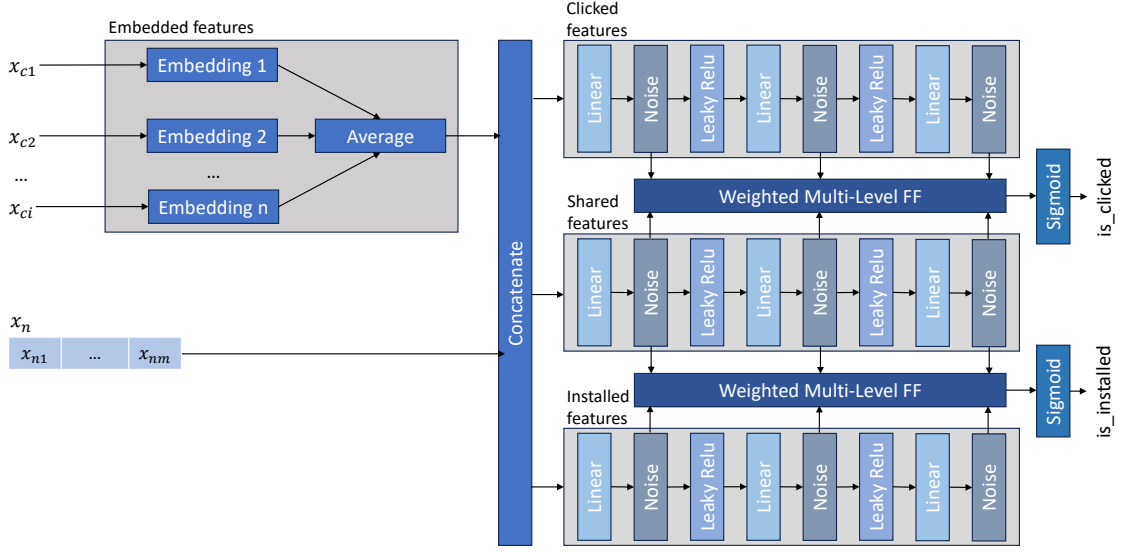 Embedded features
x_c1
Embedding 1
x_c2
Embedding 2
Average
...
...
x_ci
Embedding n
x_n
x_n1 ... x_nm
Concatenate
Clicked
features
Linear Noise Leaky Relu Linear Noise Leaky Relu Linear Noise
Weighted Multi-Level FF
Sigmoid
is_clicked
Shared
features
Linear Noise Leaky Relu Linear Noise Leaky Relu Linear Noise
Weighted Multi-Level FF
Sigmoid
is_installed
Installed
features
Linear Noise Leaky Relu Linear Noise Leaky Relu Linear Noise